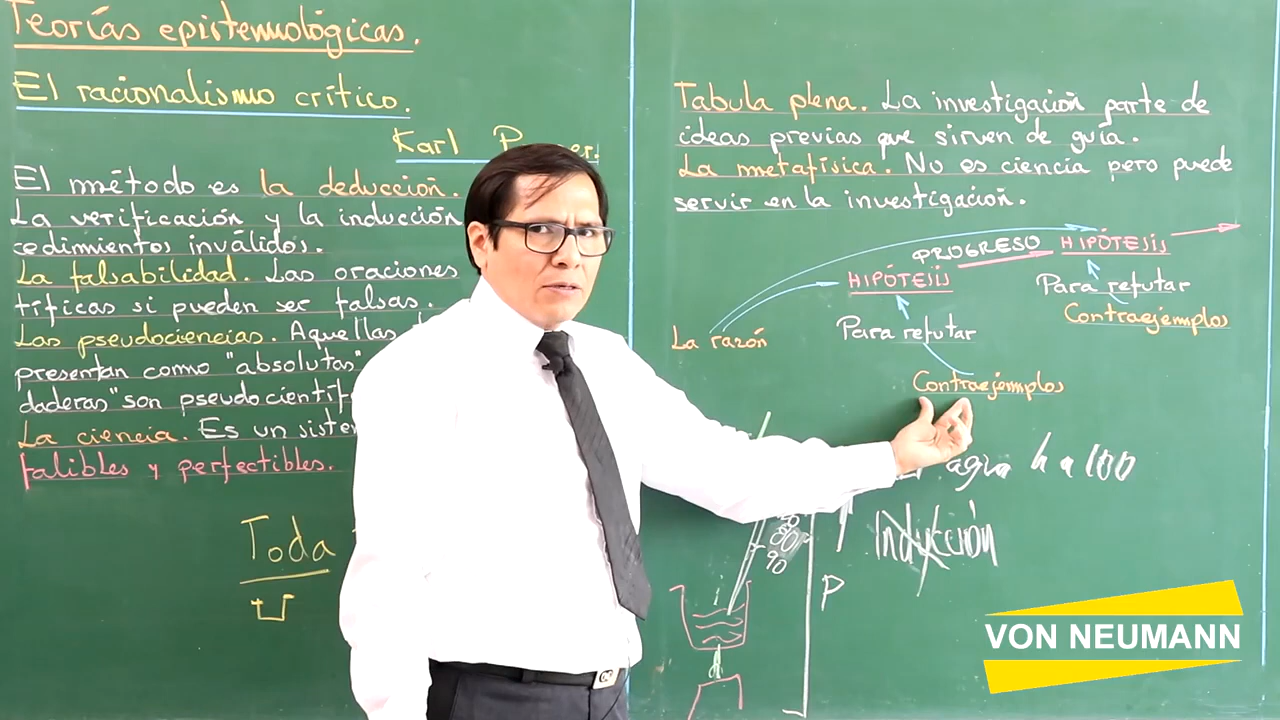 Teorías epistemológicas.
El racionalismo crítico.
Karl
El método es la deducción.
La verificación y la inducción
cedimientos inválidos.
La falsabilidad. Las oraciones
tíficas si pueden ser falsas.
Las pseudociencias. Aquellas
presentan como "absolutas"
daderas" son pseudocientíf
La ciencia. Es un siste
falibles y perfectibles.
Toda
Tabula plena. La investigación parte de
ideas previas que sirven de guía.
La metafísica. No es ciencia pero puede
servir en la investigación.
PROGRESO
HIPÓTESIS
HIPÓTESIS
Para refutar
Contraejemplos
La razón
Para refutar
Contraejemplos
agua h a 100
Inducción
80
90
P
VON NEUMANN